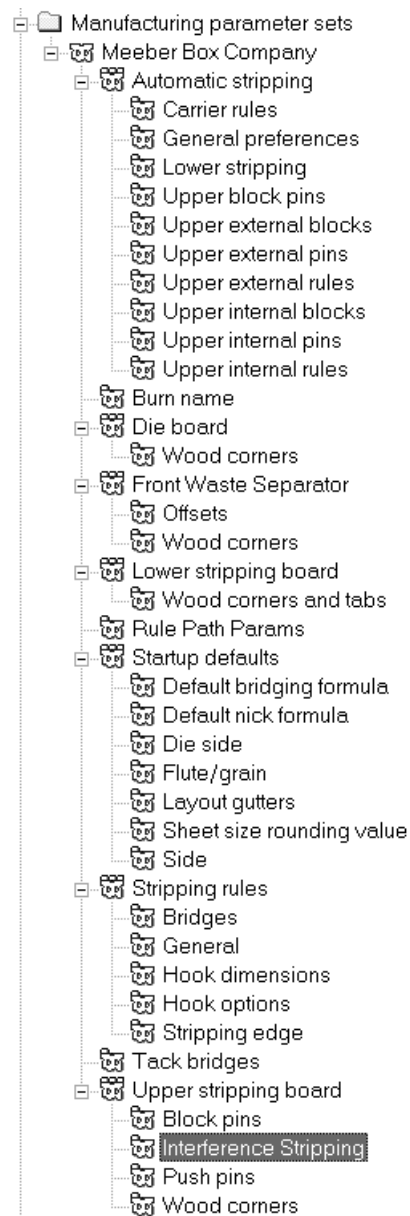 Manufacturing parameter sets
Meeber Box Company
Automatic stripping
Carrier rules
General preferences
Lower stripping
Upper block pins
Upper external blocks
Upper external pins
Upper external rules
Upper internal blocks
Upper internal pins
Upper internal rules
Burn name
Die board
Wood corners
Front Waste Separator
Offsets
Wood corners
Lower stripping board
Wood corners and tabs
Rule Path Params
Startup defaults
Default bridging formula
Default nick formula
Die side
Flute/grain
Layout gutters
Sheet size rounding value
Side
Stripping rules
Bridges
General
Hook dimensions
Hook options
Stripping edge
Tack bridges
Upper stripping board
Block pins
Interference Stripping
Push pins
Wood corners